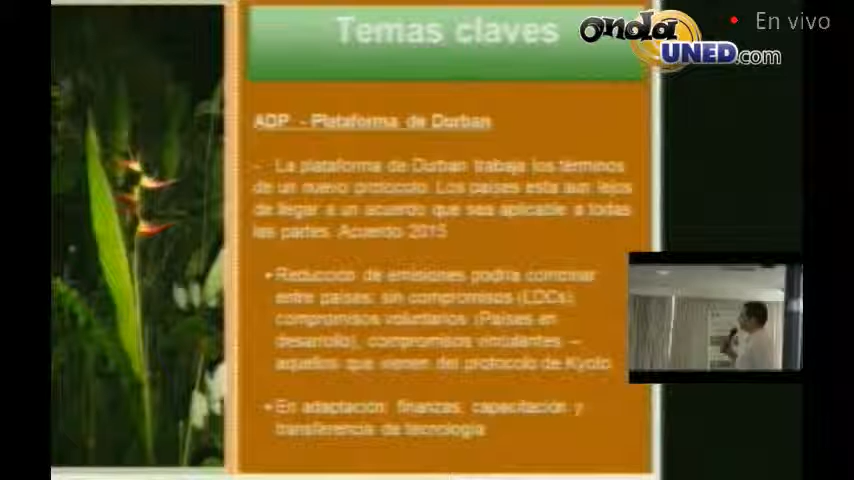 Temas claves
onda
UNED.com
En vivo
ADP - Plataforma de Durban
- La plataforma de Durban trabaja los términos
de un nuevo protocolo. Los países esta aun lejos
de llegar a un acuerdo que sea aplicable a todas
las partes. Acuerdo 2015
• Reducción de emisiones podría combinar
entre países: sin compromisos (LDCs),
compromisos voluntarios (Países en
desarrollo), compromisos vinculantes –
aquellos que vienen del protocolo de Kyoto
• En adaptación: finanzas, capacitación y
transferencia de tecnología